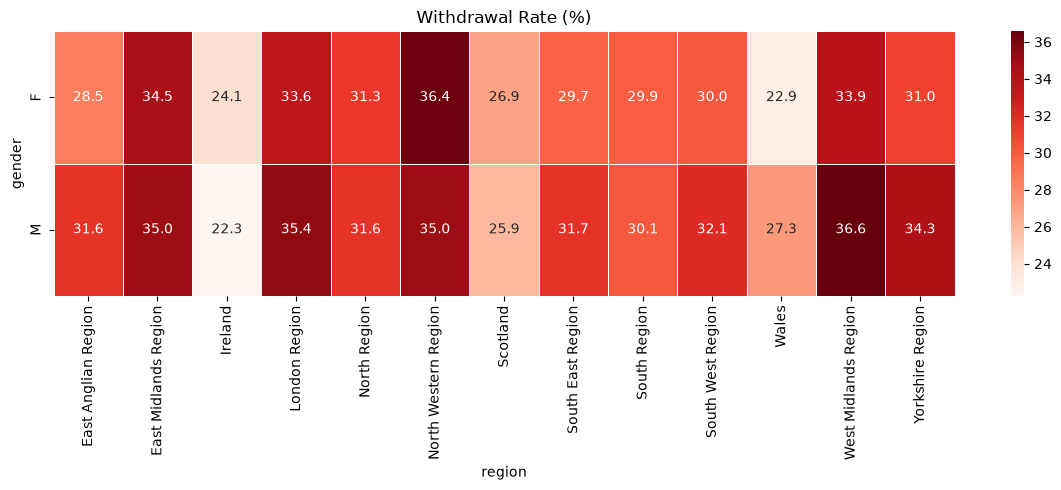 Withdrawal Rate (%)
F 28.5 34.5 24.1 33.6 31.3 36.4 26.9 29.7 29.9 30.0 22.9 33.9 31.0
M 31.6 35.0 22.3 35.4 31.6 35.0 25.9 31.7 30.1 32.1 27.3 36.6 34.3
gender
East Anglian Region
East Midlands Region
Ireland
London Region
North Region
North Western Region
Scotland
South East Region
South Region
South West Region
Wales
West Midlands Region
Yorkshire Region
region
36
34
32
30
28
26
24